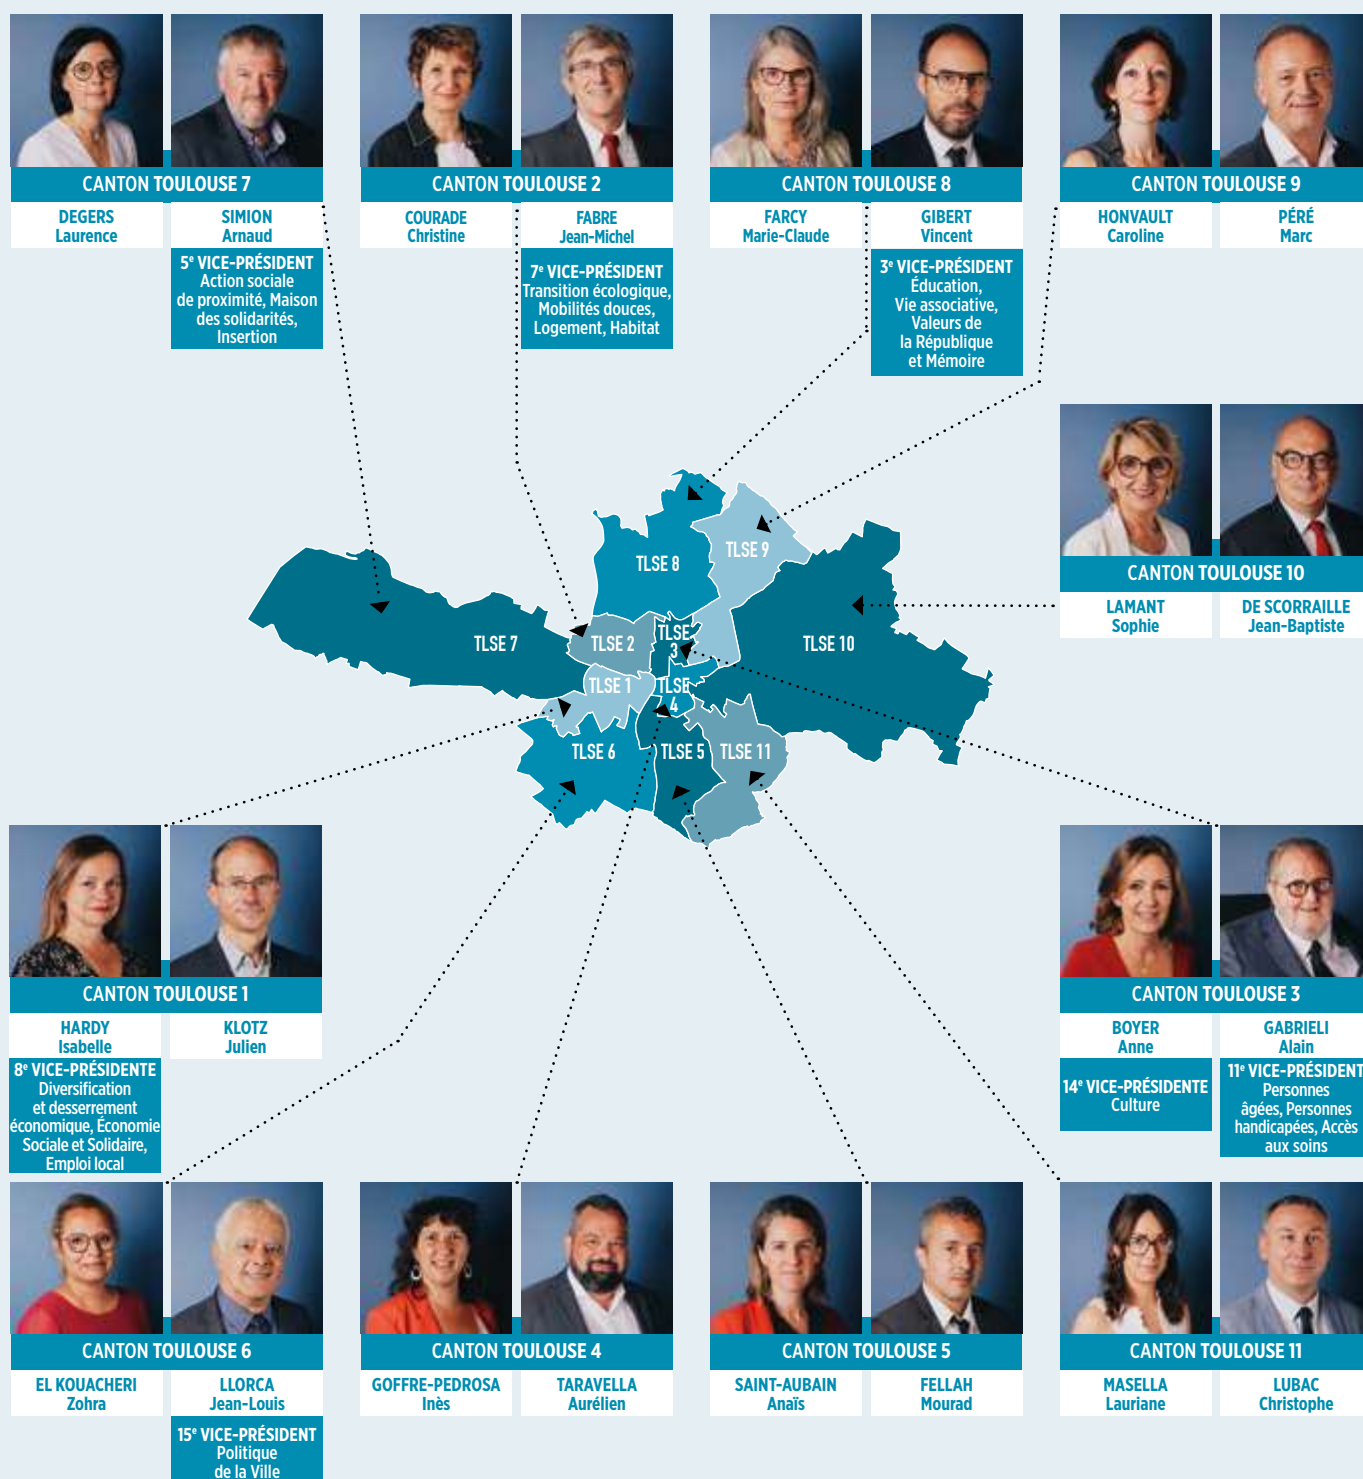 CANTON TOULOUSE 7
DEGERS
Laurence
SIMION
Arnaud
5e VICE-PRÉSIDENT
Action sociale
de proximité, Maison
des solidarités,
Insertion
CANTON TOULOUSE 2
COURADE
Christine
FABRE
Jean-Michel
7e VICE-PRÉSIDENT
Transition écologique,
Mobilités douces,
Logement, Habitat
CANTON TOULOUSE 8
FARCY
Marie-Claude
GIBERT
Vincent
3e VICE-PRÉSIDENT
Éducation,
Vie associative,
Valeurs de
la République
et Mémoire
CANTON TOULOUSE 9
HONVAULT
Caroline
PÉRÉ
Marc
CANTON TOULOUSE 10
LAMANT
Sophie
DE SCORRAILLE
Jean-Baptiste
TLSE 9
TLSE 8
TLSE
3
TLSE 7
TLSE 2
TLSE 10
TLSE 1
TLSE
4
TLSE 6
TLSE 5
TLSE 11
CANTON TOULOUSE 1
HARDY
Isabelle
8e VICE-PRÉSIDENTE
Diversification
et desserrement
économique, Économie
Sociale et Solidaire,
Emploi local
KLOTZ
Julien
CANTON TOULOUSE 3
BOYER
Anne
14e VICE-PRÉSIDENTE
Culture
GABRIELI
Alain
11e VICE-PRÉSIDENT
Personnes
âgées, Personnes
handicapées, Accès
aux soins
CANTON TOULOUSE 6
EL KOUACHERI
Zohra
LLORCA
Jean-Louis
15e VICE-PRÉSIDENT
Politique
de la Ville
CANTON TOULOUSE 4
GOFFRE-PEDROSA
Inès
TARAVELLA
Aurélien
CANTON TOULOUSE 5
SAINT-AUBAIN
Anaïs
FELLAH
Mourad
CANTON TOULOUSE 11
MASELLA
Lauriane
LUBAC
Christophe